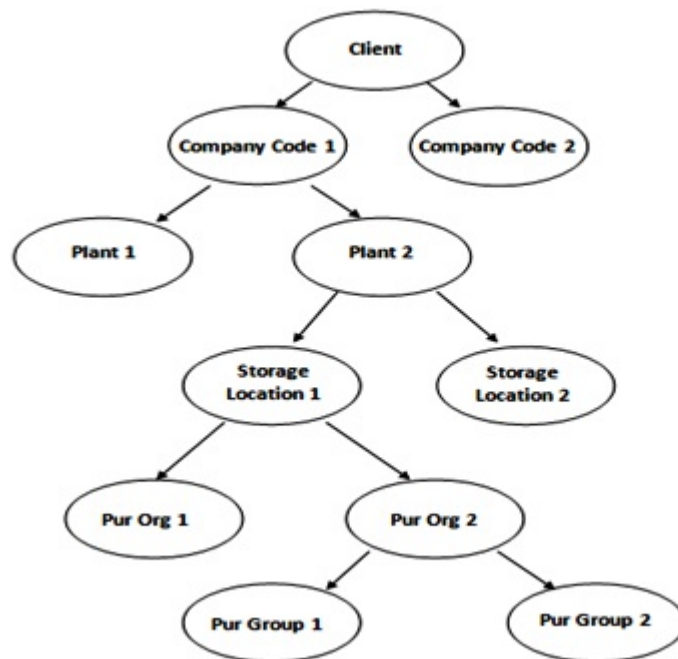 Client
Company Code 1
Company Code 2
Plant 1
Plant 2
Storage
Location 1
Storage
Location 2
Pur Org 1
Pur Org 2
Pur Group 1
Pur Group 2